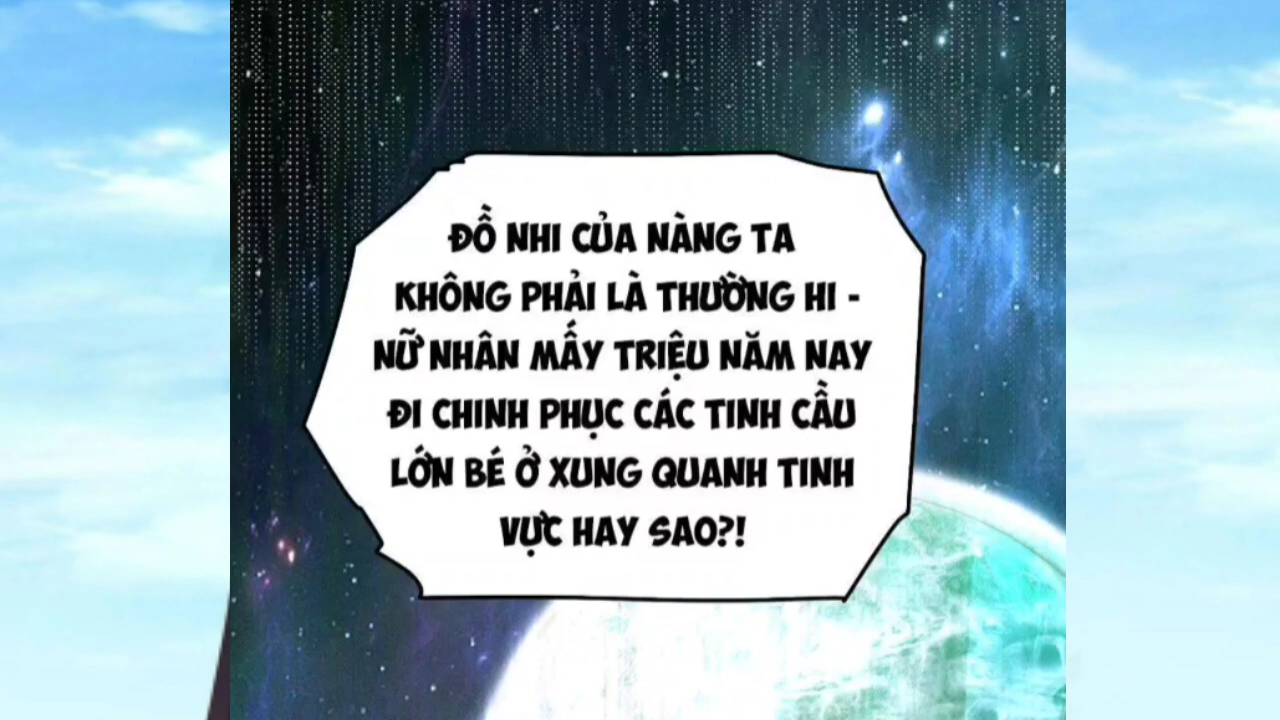 ĐỒ NHI CỦA NÀNG TA
KHÔNG PHẢI LÀ THƯỜNG HI -
NỮ NHÂN MẤY TRIỆU NĂM NAY
ĐI CHINH PHỤC CÁC TINH CẦU
LỚN BÉ Ở XUNG QUANH TINH
VỰC HAY SAO?!